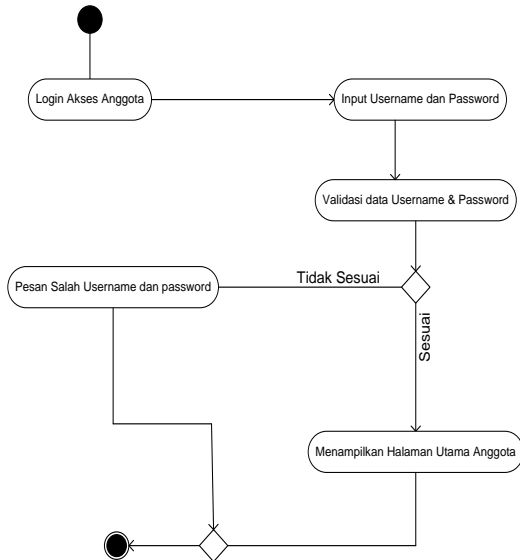 Login Akses Anggota
Input Username dan Password
Validasi data Username & Password
Tidak Sesuai
Pesan Salah Username dan password
Sesuai
Menampilkan Halaman Utama Anggota